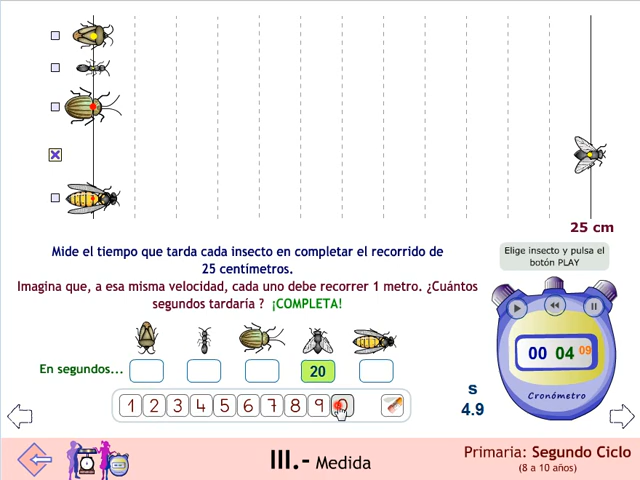 25 cm
Mide el tiempo que tarda cada insecto en completar el recorrido de
25 centímetros.
Imagina que, a esa misma velocidad, cada uno debe recorrer 1 metro. ¿Cuántos
segundos tardaría ? ¡COMPLETA!
Elige insecto y pulsa el
botón PLAY
00 04 09
Cronómetro
En segundos...
20
1 2 3 4 5 6 7 8 9 0
s
4.9
III.- Medida
Primaria: Segundo Ciclo
(8 a 10 años)